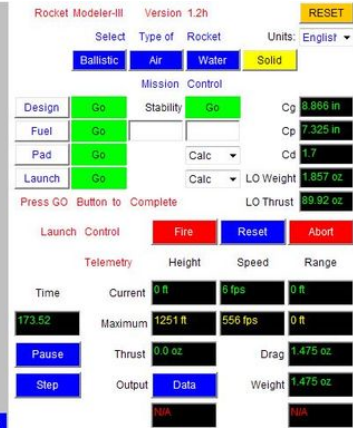 Rocket Modeler-III Version 1.2h RESET
Select Type of Rocket Units: English
Ballistic Air Water Solid
Mission Control
Design Go Stability Go Cg 8.866 in
Fuel Go Cp 7.325 in
Pad Go Calc Cd 1.7
Launch Go Calc LO Weight 1.857 oz
Press GO Button to Complete LO Thrust 89.92 oz
Launch Control Fire Reset Abort
Telemetry Height Speed Range
Time Current 0 ft 6 fps 0 ft
173.52 Maximum 1251 ft 556 fps 0 ft
Pause Thrust 0.0 oz Drag 1.475 oz
Step Output Data Weight 1.475 oz
N/A N/A